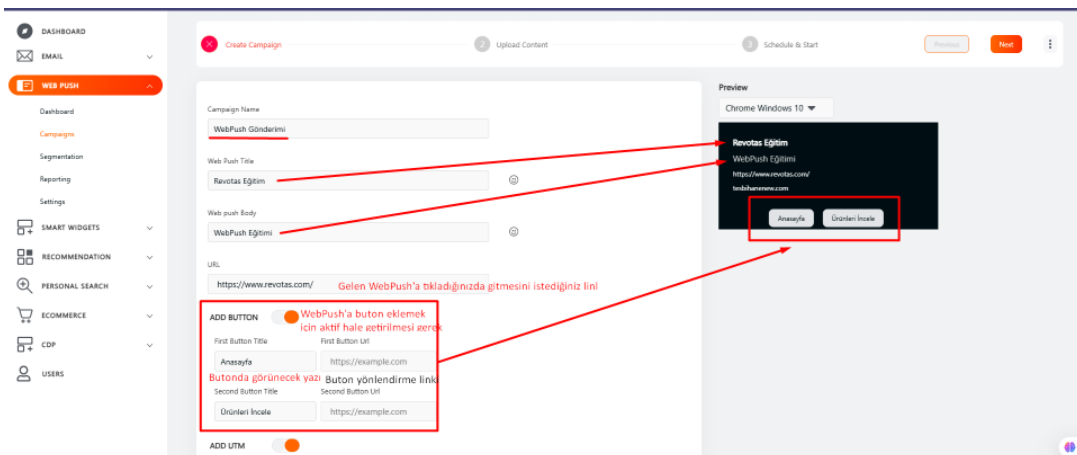 DASHBOARD
EMAIL
WEB PUSH
Dashboard
Campaigns
Segmentation
Reporting
Settings
SMART WIDGETS
RECOMMENDATION
PERSONAL SEARCH
ECOMMERCE
CDP
USERS
Create Campaign
2 Upload Content
3 Schedule & Start
Previous
Next
Campaign Name
WebPush Gönderimi
Web Push Title
Revotas Eğitim
Web push Body
WebPush Eğitimi
URL
https://www.revotas.com/
Gelen WebPush'a tıkladığınızda gitmesini istediğiniz linl
ADD BUTTON
WebPush'a buton eklemek
için aktif hale getirilmesi gerek
First Button Title
First Button Url
Anasayfa
https://example.com
Butonda görünecek yazı
Buton yönlendirme linki
Second Button Title
Second Button Url
Ürünleri İncele
https://example.com
ADD UTM
Preview
Chrome Windows 10
Revotas Eğitim
WebPush Eğitimi
https://www.revotas.com/
tesbihanenew.com
Anasayfa
Ürünleri İncele